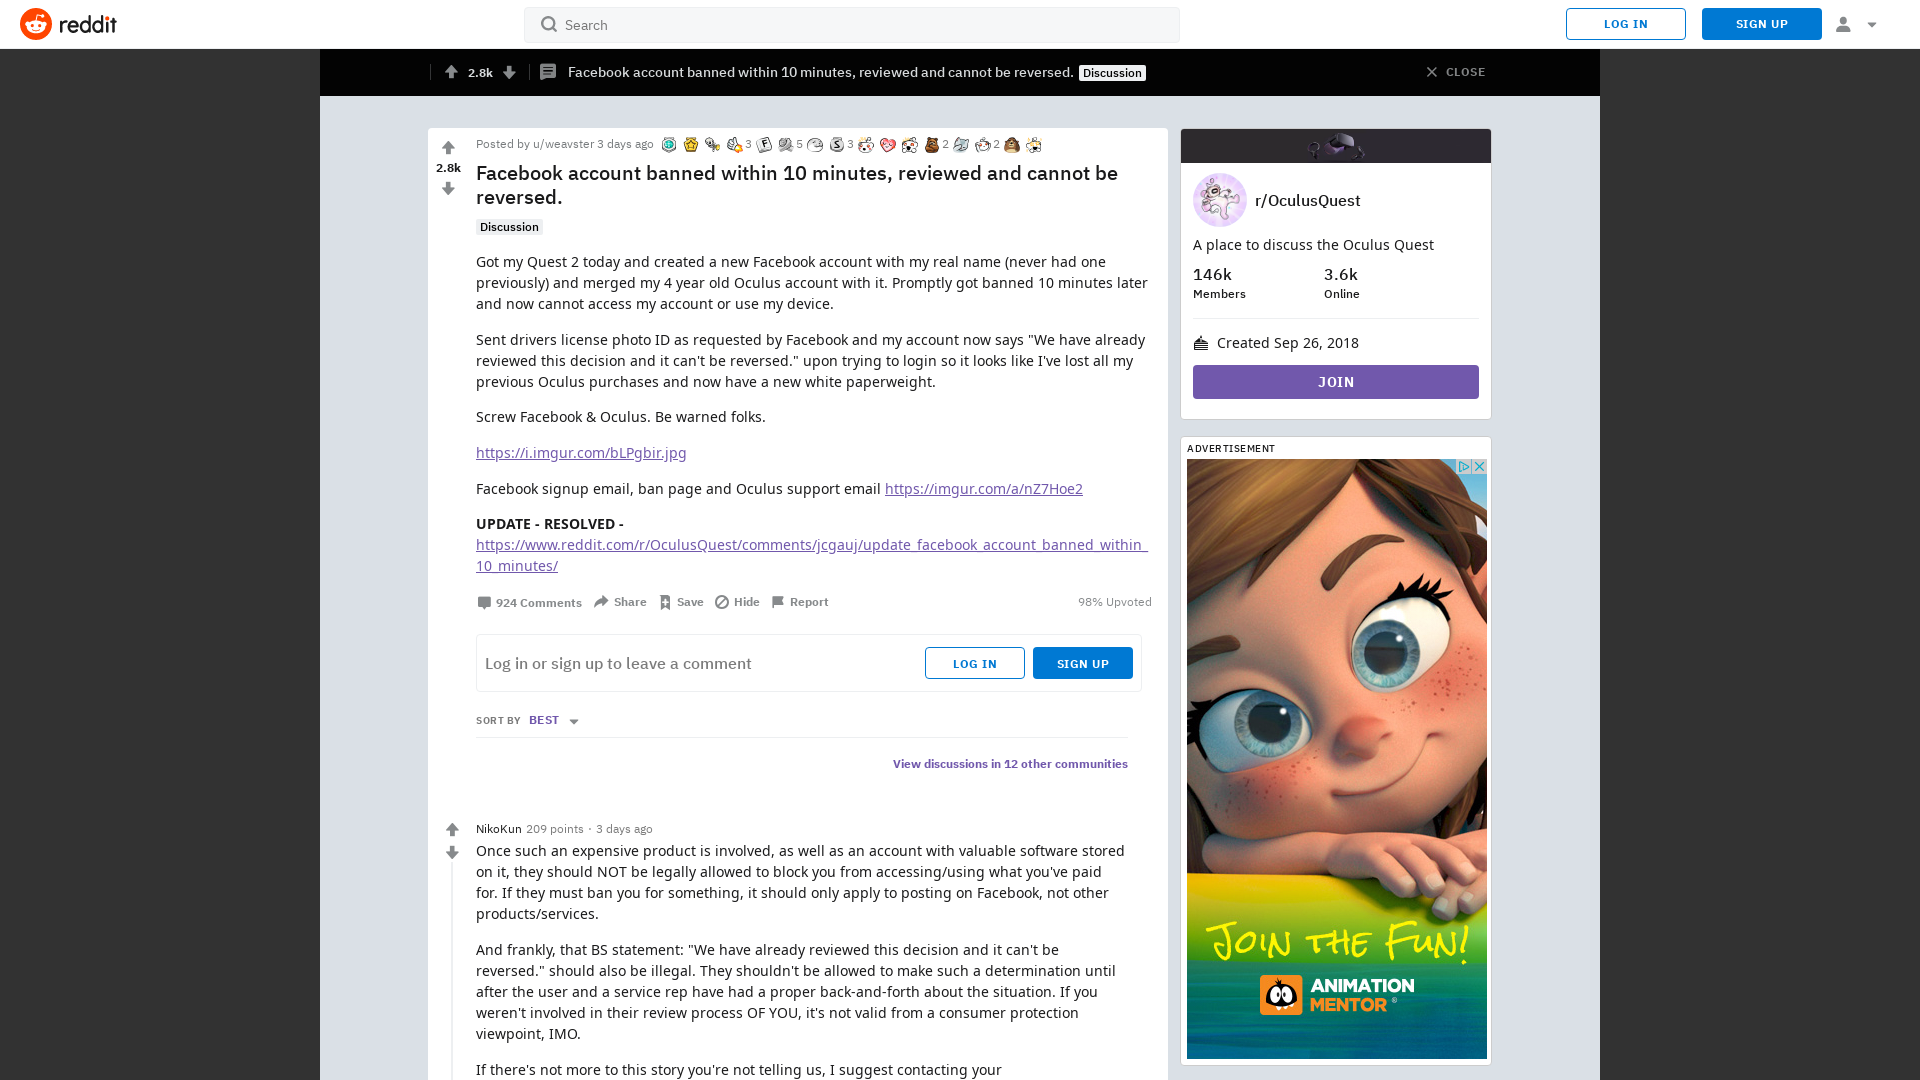 reddit
Search
LOG IN
SIGN UP
2.8k
Facebook account banned within 10 minutes, reviewed and cannot be reversed. Discussion
CLOSE
2.8k
Posted by u/weavster 3 days ago 3 5 3 2 2
Facebook account banned within 10 minutes, reviewed and cannot be
reversed.
Discussion
Got my Quest 2 today and created a new Facebook account with my real name (never had one
previously) and merged my 4 year old Oculus account with it. Promptly got banned 10 minutes later
and now cannot access my account or use my device.
Sent drivers license photo ID as requested by Facebook and my account now says "We have already
reviewed this decision and it can't be reversed." upon trying to login so it looks like I've lost all my
previous Oculus purchases and now have a new white paperweight.
Screw Facebook & Oculus. Be warned folks.
https://i.imgur.com/bLPgbir.jpg
Facebook signup email, ban page and Oculus support email https://imgur.com/a/nZ7Hoe2
UPDATE - RESOLVED -
https://www.reddit.com/r/OculusQuest/comments/jcgauj/update_facebook_account_banned_within_
10_minutes/
924 Comments Share Save Hide Report 98% Upvoted
Log in or sign up to leave a comment
LOG IN
SIGN UP
SORT BY BEST
View discussions in 12 other communities
NikoKun 209 points · 3 days ago
Once such an expensive product is involved, as well as an account with valuable software stored
on it, they should NOT be legally allowed to block you from accessing/using what you've paid
for. If they must ban you for something, it should only apply to posting on Facebook, not other
products/services.
And frankly, that BS statement: "We have already reviewed this decision and it can't be
reversed." should also be illegal. They shouldn't be allowed to make such a determination until
after the user and a service rep have had a proper back-and-forth about the situation. If you
weren't involved in their review process OF YOU, it's not valid from a consumer protection
viewpoint, IMO.
If there's not more to this story you're not telling us, I suggest contacting your
r/OculusQuest
A place to discuss the Oculus Quest
146k
Members
3.6k
Online
Created Sep 26, 2018
JOIN
ADVERTISEMENT
JOIN THE FUN!
ANIMATION
MENTOR®